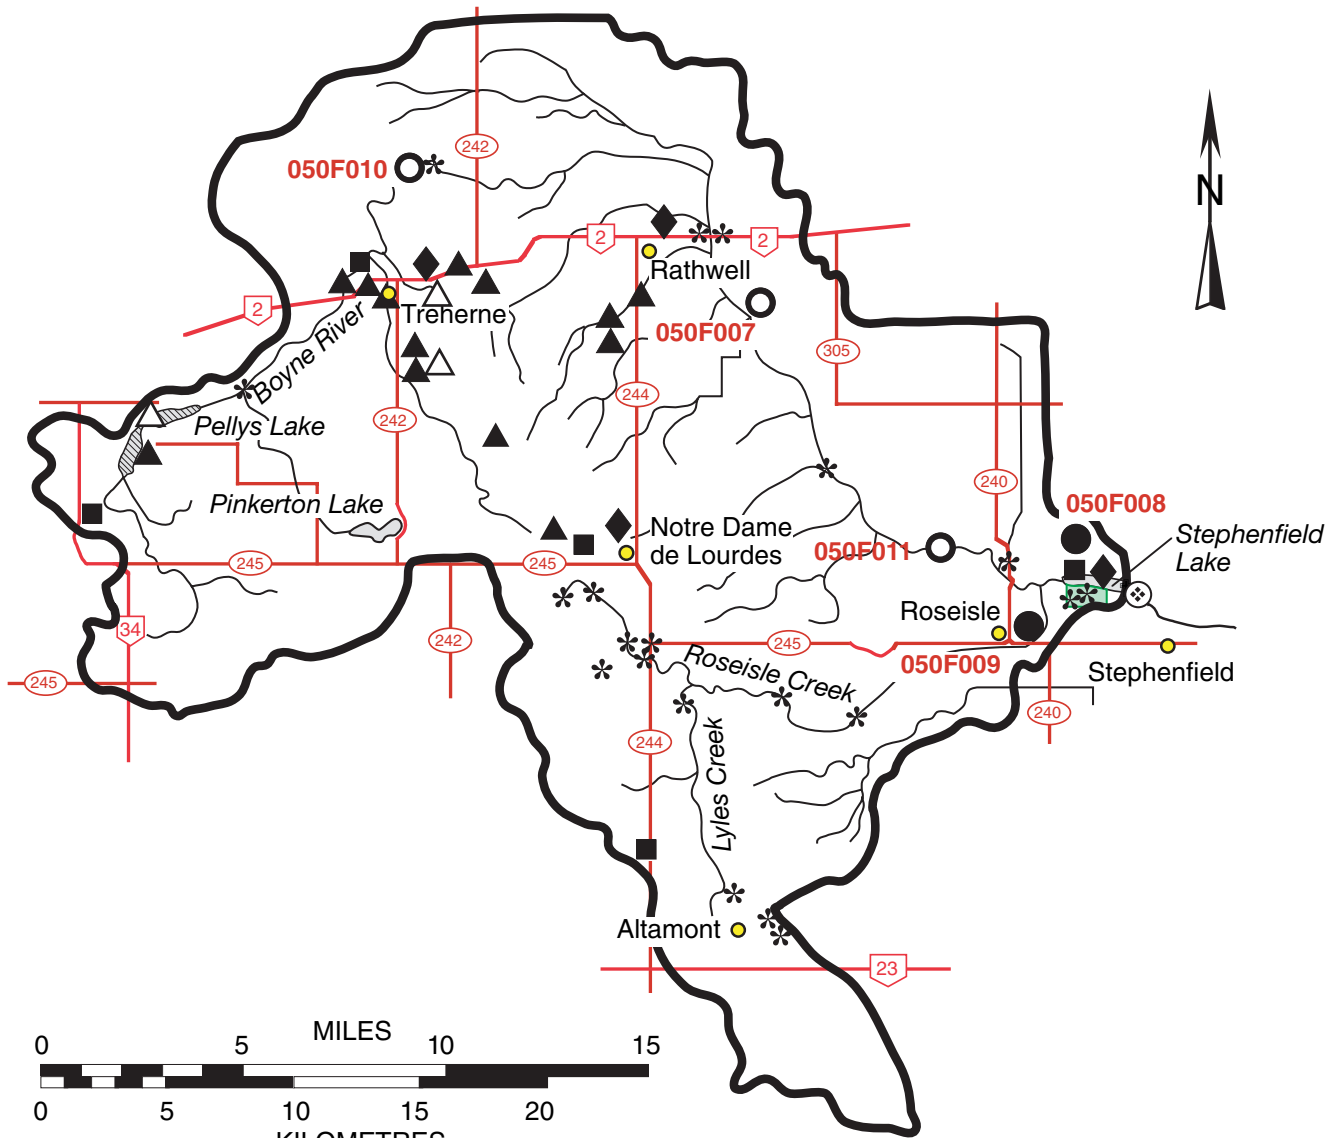 242
050F010
N
2
2
Rathwell
2
Treherne
050F007
Boyne River
305
244
242
Pellys Lake
240
Pinkerton Lake
050F008
Notre Dame
de Lourdes
050F011
Stephenfield
Lake
245
245
Roseisle
34
242
245
Roseisle Creek
050F009
Stephenfield
245
240
244
Lyles Creek
Altamont
23
MILES
0 5 10 15
0 5 10 15 20
KILOMETRES